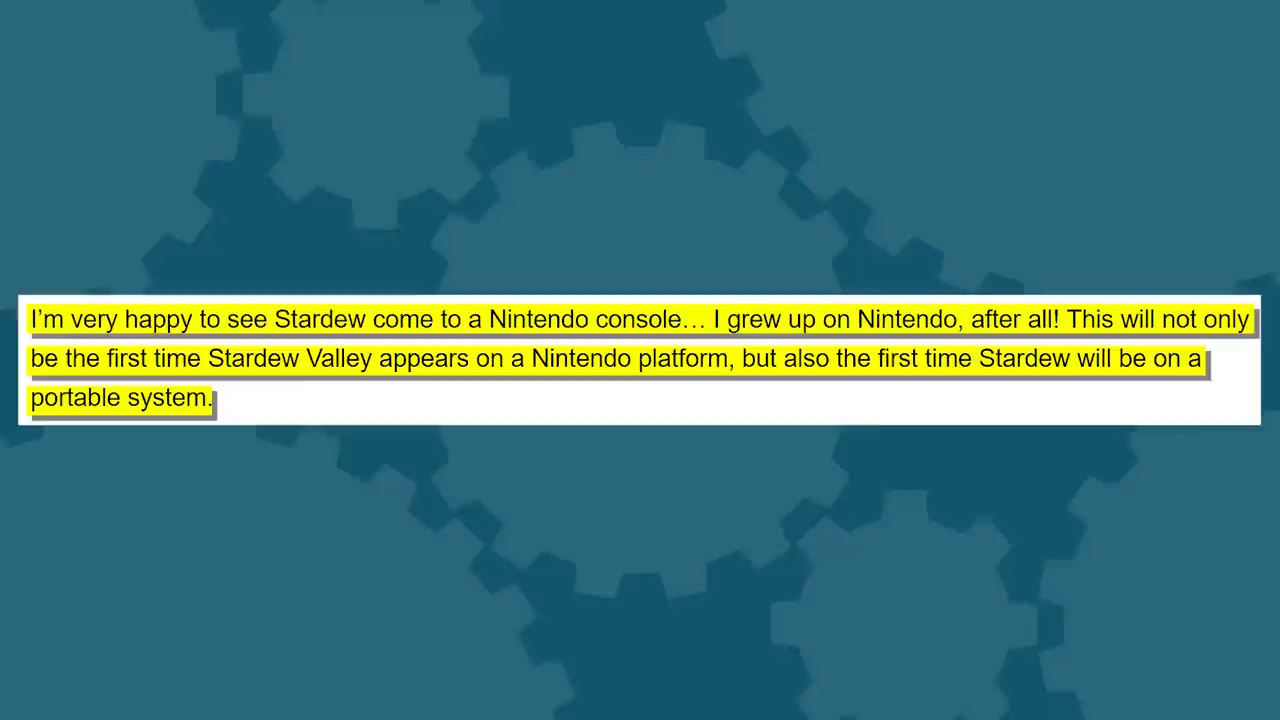 I’m very happy to see Stardew come to a Nintendo console… I grew up on Nintendo, after all! This will not only
be the first time Stardew Valley appears on a Nintendo platform, but also the first time Stardew will be on a
portable system.